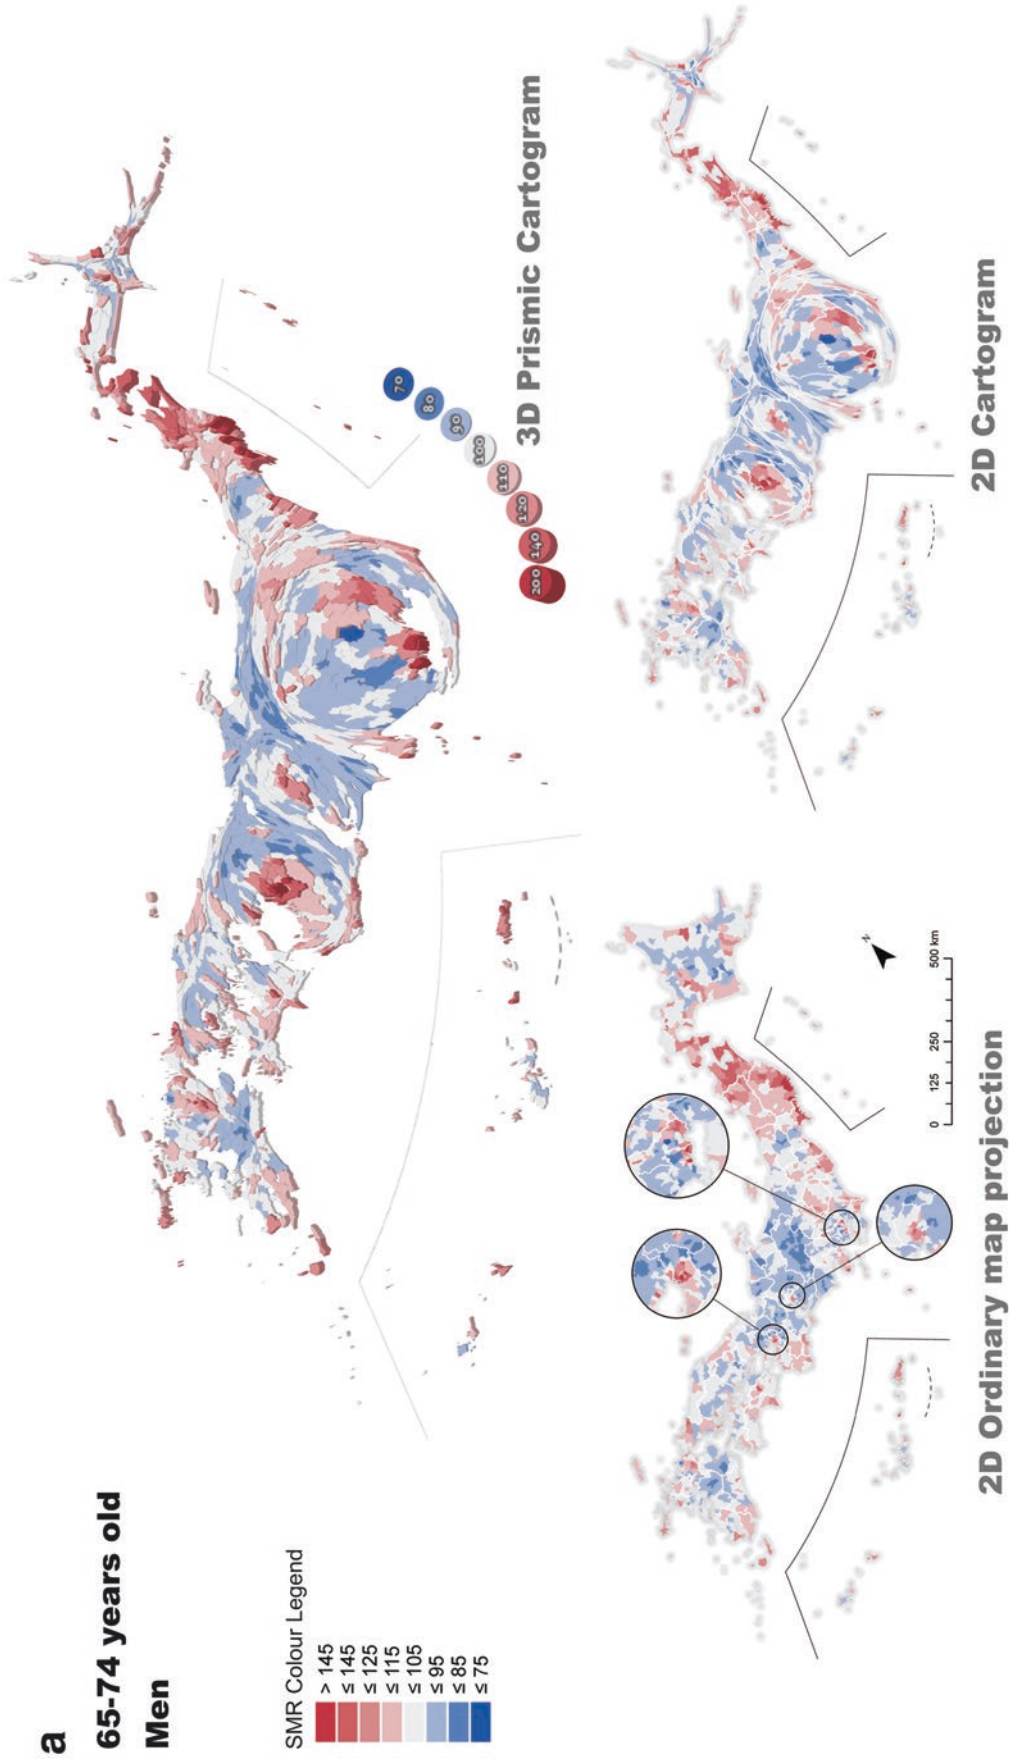 a
65-74 years old
Men
SMR Colour Legend
> 145
≤ 145
≤ 125
≤ 115
≤ 105
≤ 95
≤ 85
≤ 75
200
140
120
110
100
90
80
70
3D Prismic Cartogram
2D Ordinary map projection
0 125 250 500 km
N
2D Cartogram